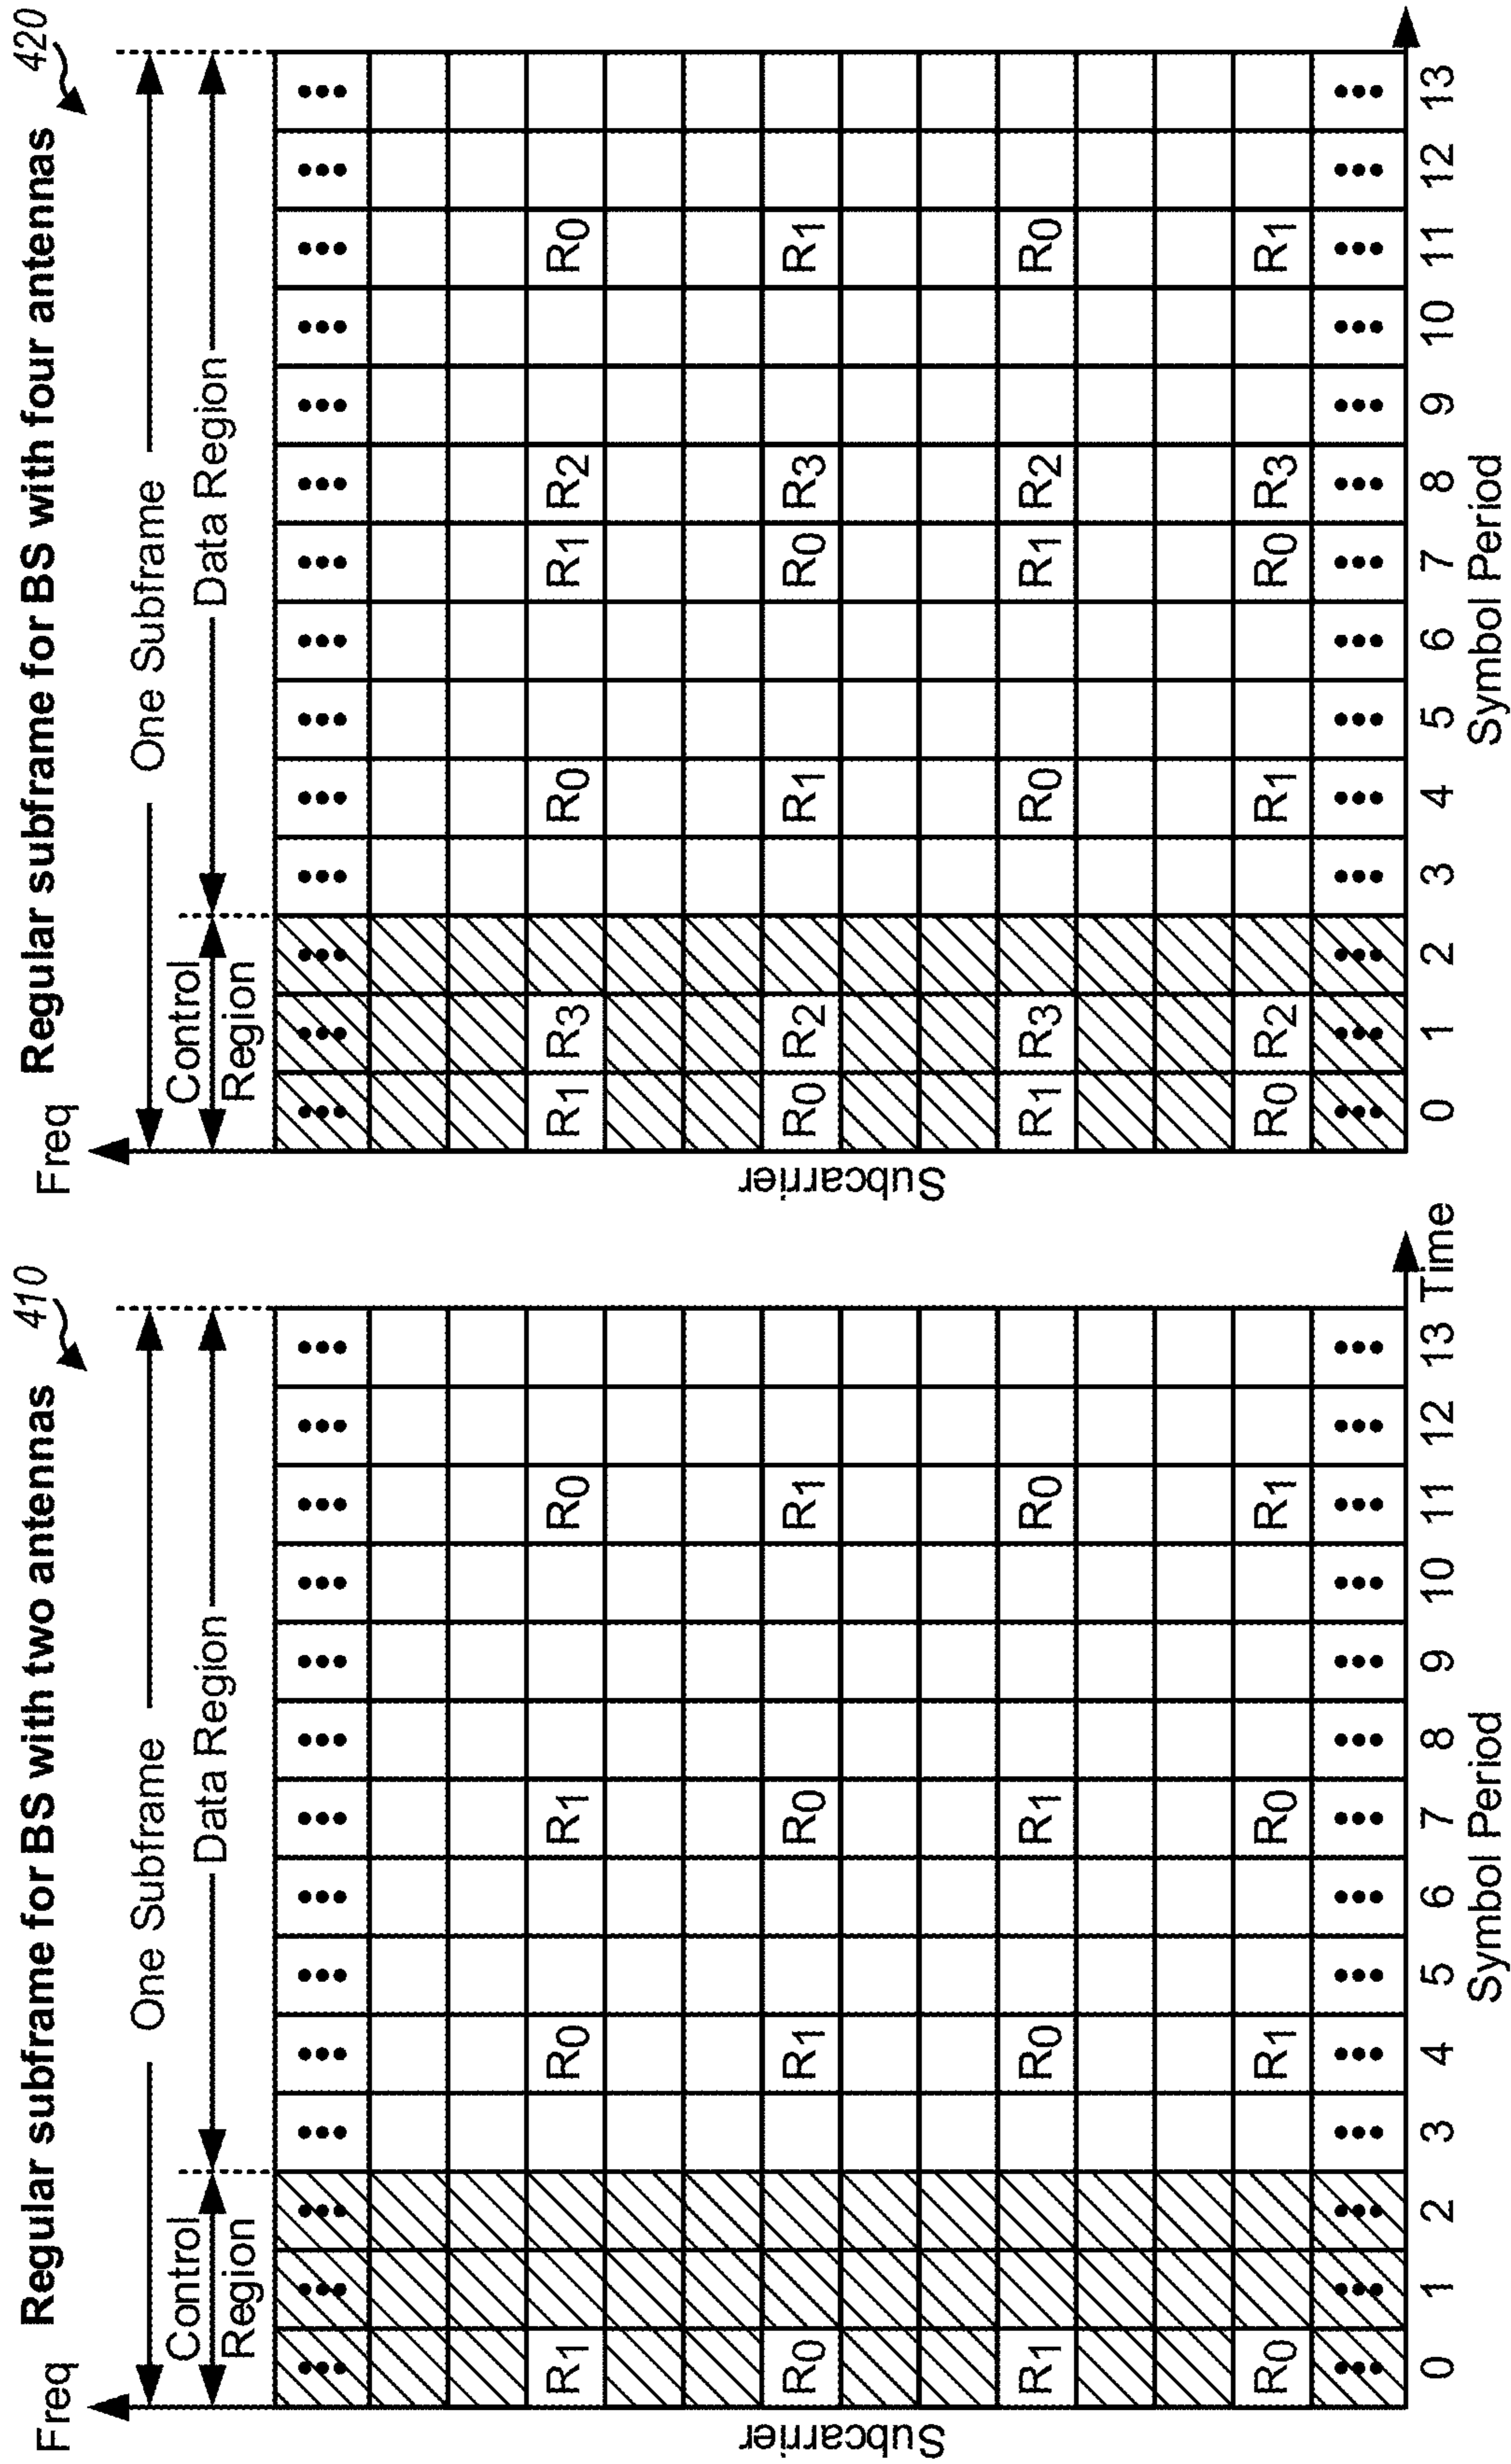 410
Freq
Regular subframe for BS with two antennas
One Subframe
Control
Region
Data Region
Subcarrier
R1 R0 R1 R0
R0 R1 R0 R1
R1 R0 R1 R0
R0 R1 R0 R1
0 1 2 3 4 5 6 7 8 9 10 11 12 13 Time
Symbol Period
420
Freq
Regular subframe for BS with four antennas
One Subframe
Control
Region
Data Region
Subcarrier
R1 R3 R0 R1 R2 R0
R0 R2 R1 R0 R3 R1
R1 R3 R0 R1 R2 R0
R0 R2 R1 R0 R3 R1
0 1 2 3 4 5 6 7 8 9 10 11 12 13
Symbol Period